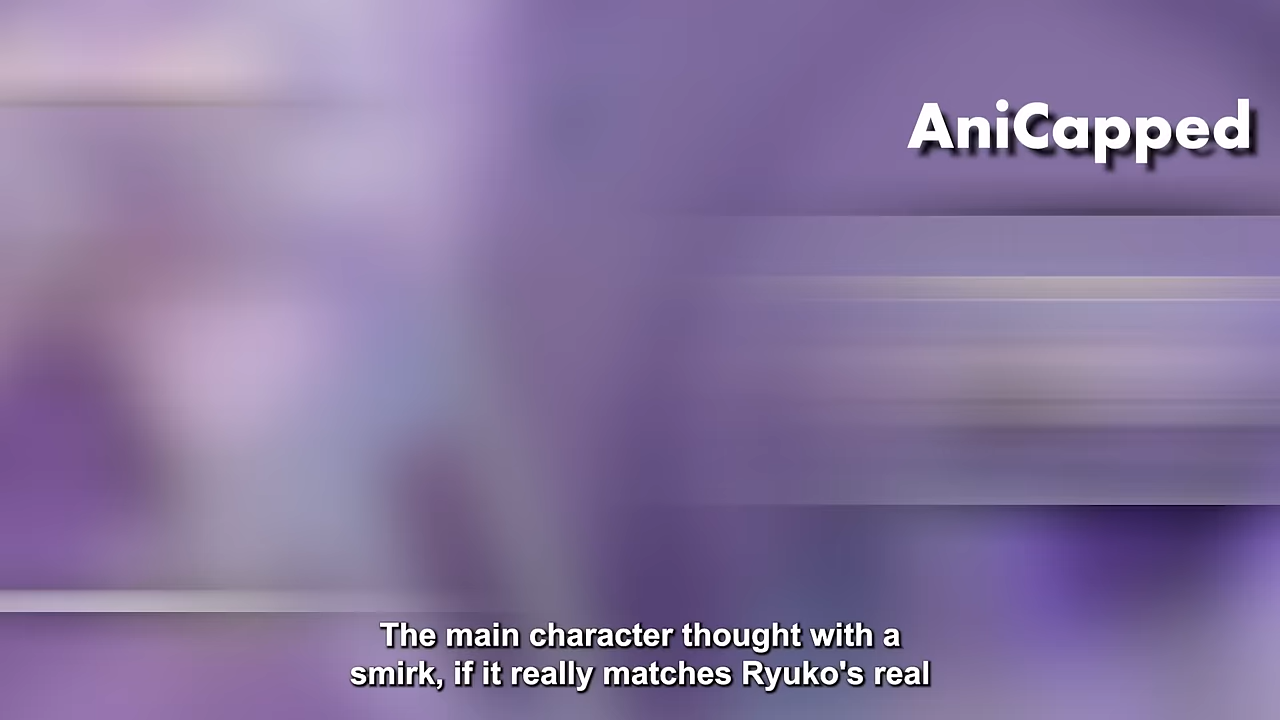 AniCapped
The main character thought with a
smirk, if it really matches Ryuko's real